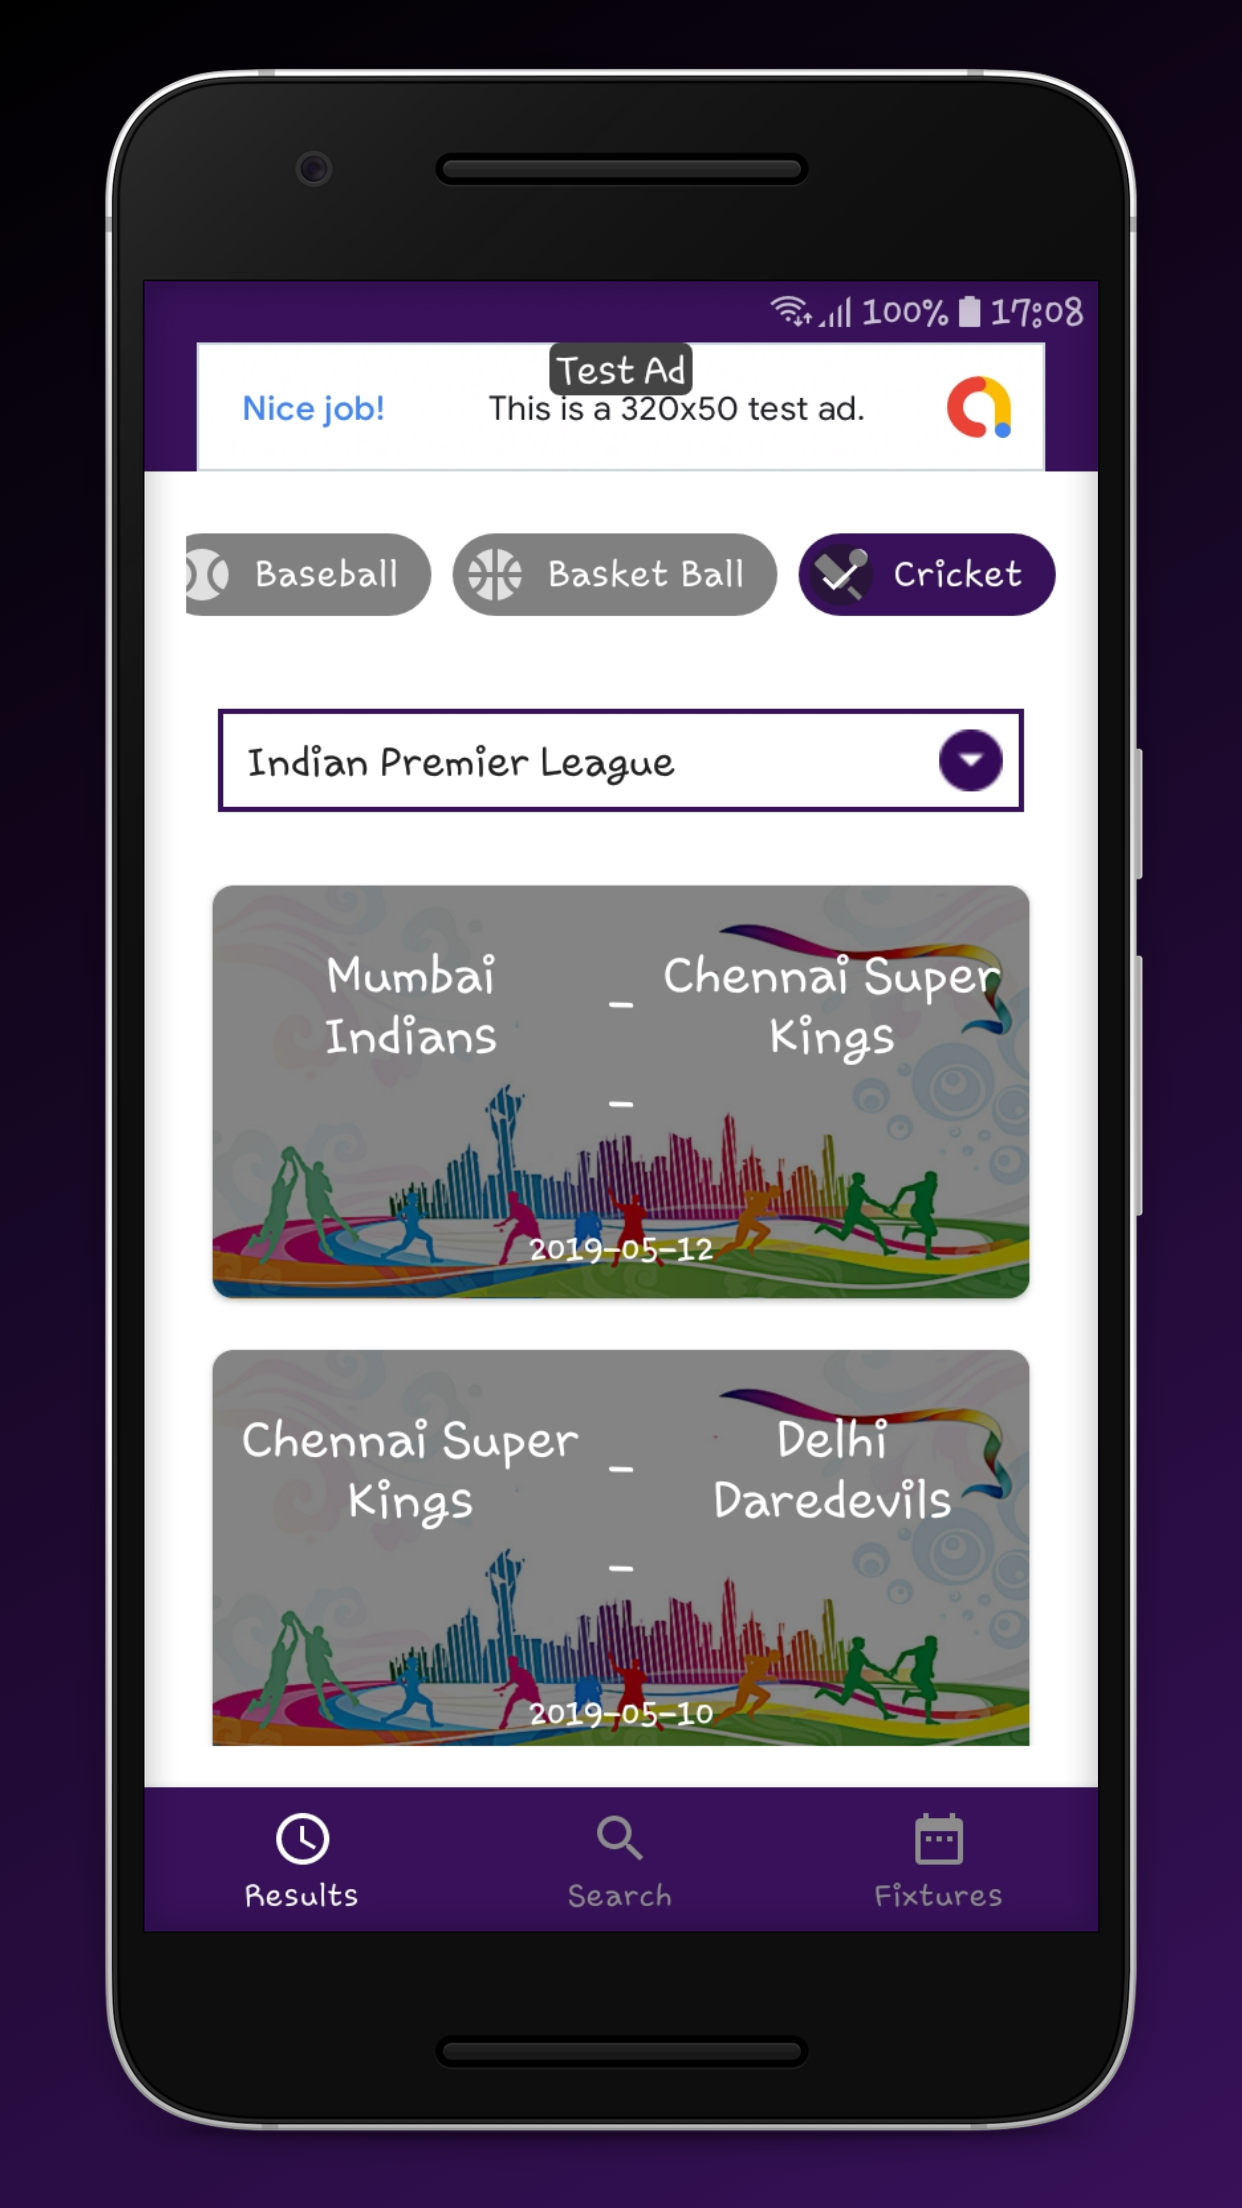 100% 17:08
Test Ad
Nice job! This is a 320x50 test ad.
Baseball Basket Ball Cricket
Indian Premier League
Mumbai Indians - Chennai Super Kings
-
2019-05-12
Chennai Super Kings - Delhi Daredevils
-
2019-05-10
Results Search Fixtures